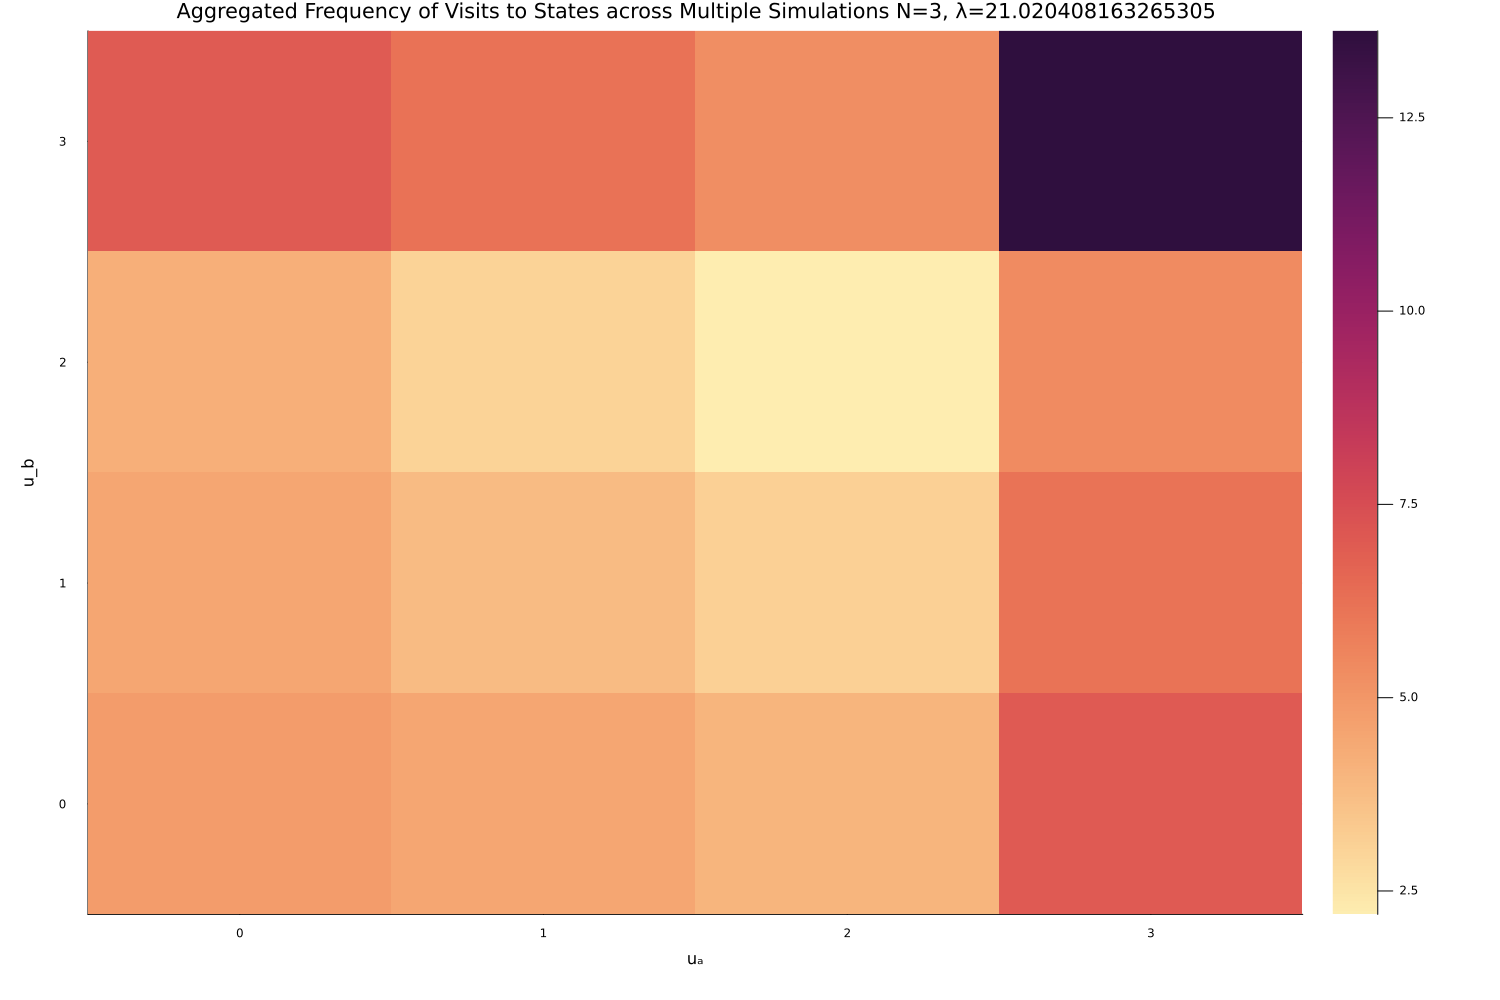 Aggregated Frequency of Visits to States across Multiple Simulations N=3, λ=21.020408163265305
12.5
3
10.0
2
u_b
7.5
1
5.0
0
2.5
0 1 2 3
uₐ